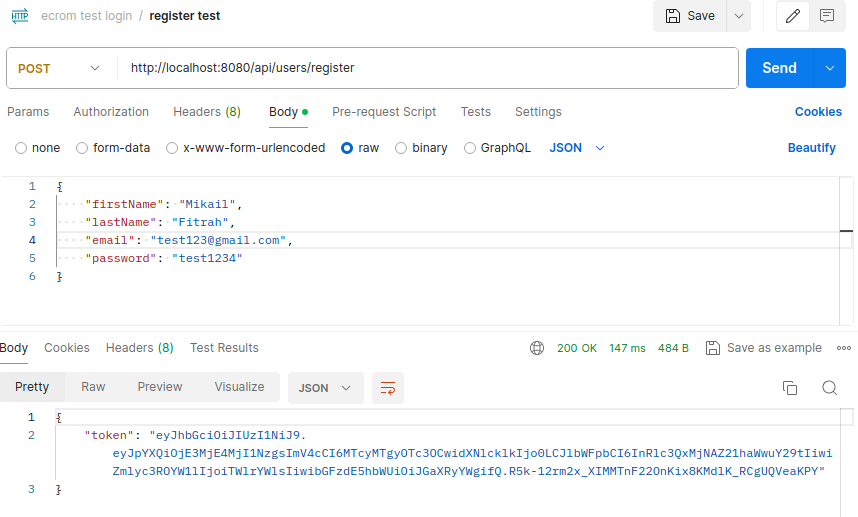 HTTP ecrom test login / register test Save
POST http://localhost:8080/api/users/register Send
Params Authorization Headers (8) Body Pre-request Script Tests Settings Cookies
none form-data x-www-form-urlencoded raw binary GraphQL JSON Beautify
1 {
2 "firstName": "Mikail",
3 "lastName": "Fitrah",
4 "email": "test123@gmail.com",
5 "password": "test1234"
6 }
Body Cookies Headers (8) Test Results 200 OK 147 ms 484 B Save as example
Pretty Raw Preview Visualize JSON
1 {
2 "token": "eyJhbGciOiJIUzI1NiJ9.
eyJpYXQiOjE3MjE4MjI1NzgsImV4cCI6MTcyMTgyOTc3OCwidXNlcklkIjo0LCJlbWFpbCI6InRlc3QxMjNAZ21haWwuY29tIiwi
Zmlyc3ROYW1lIjoiTWlrYWlsIiwibGFzdE5hbWUiOiJGaXRyYWgifQ.R5k-12rm2x_XIMMTnF22OnKix8KMdlK_RCgUQVeaKPY"
3 }